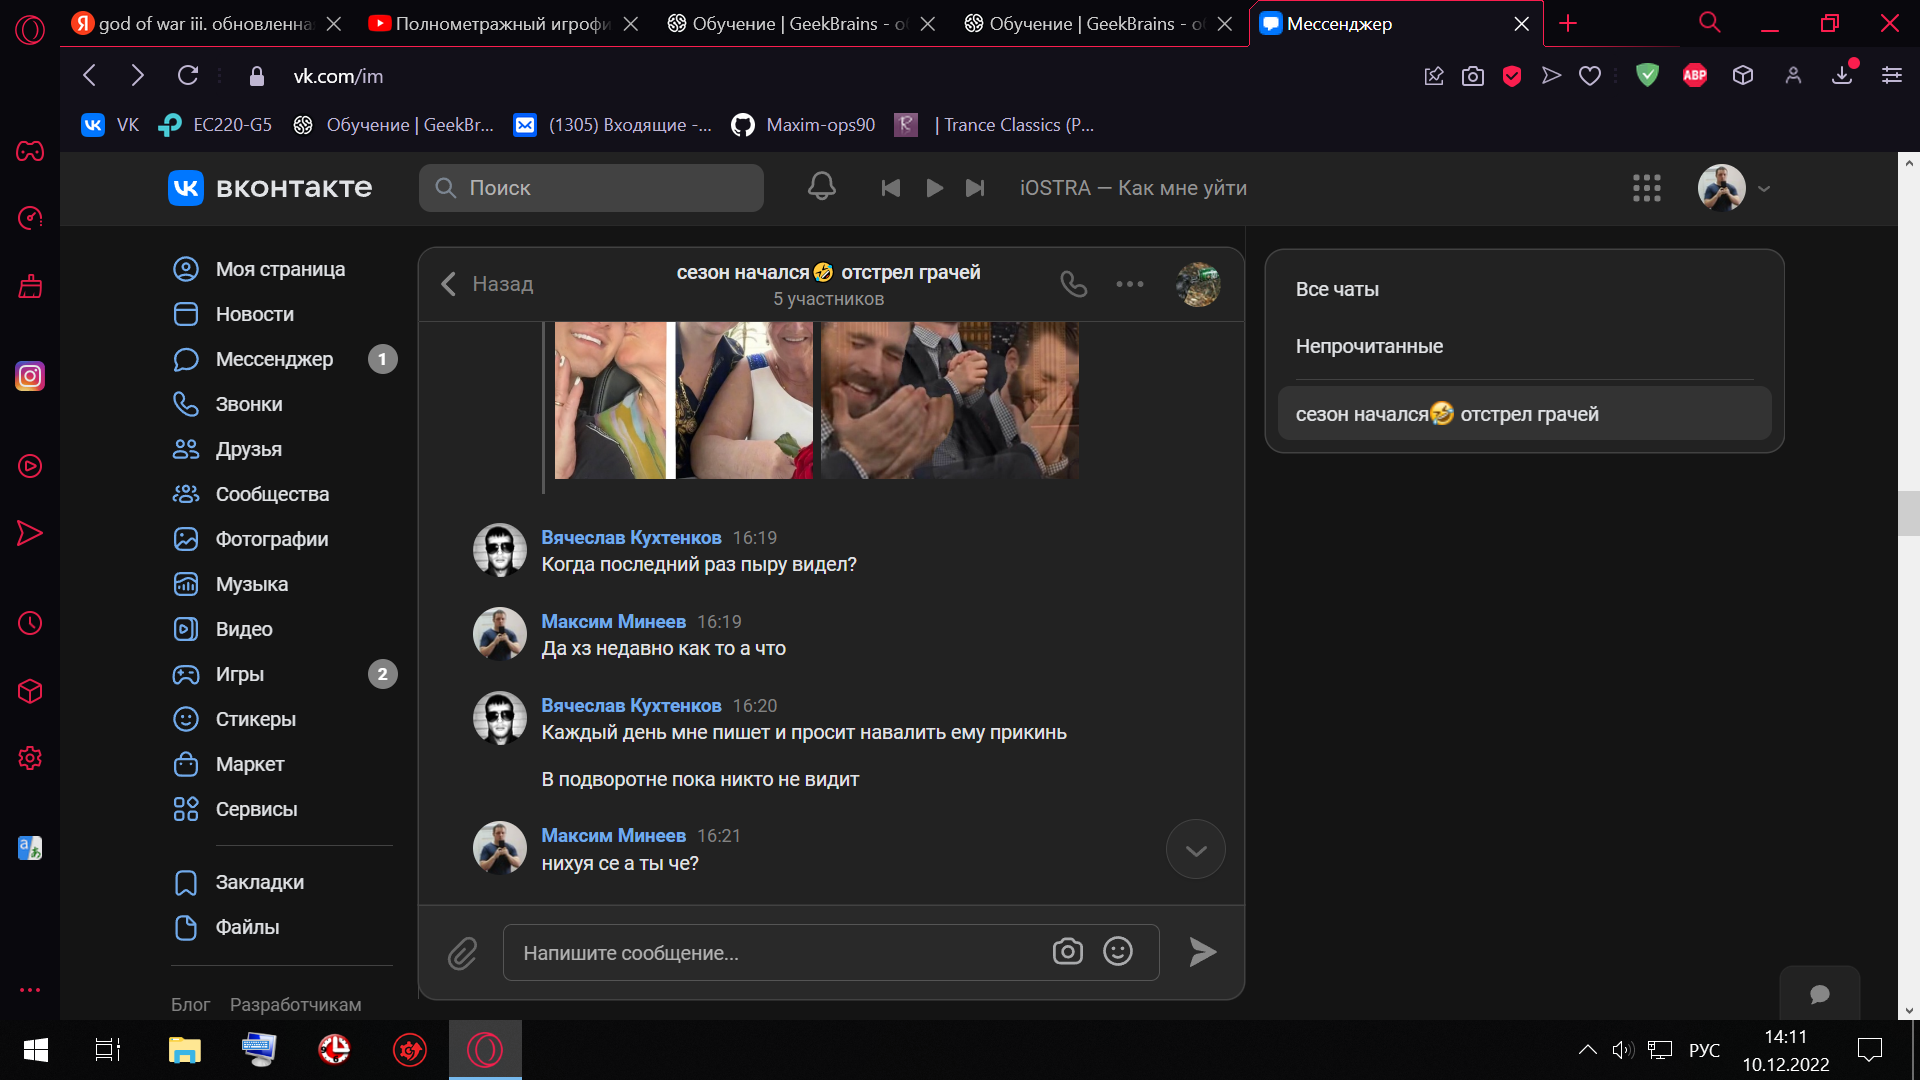 god of war iii. обновленна
Полнометражный игрофи
Обучение | GeekBrains - о
Обучение | GeekBrains - о
Мессенджер
vk.com/im
ABP
VK
EC220-G5
Обучение | GeekBr...
(1305) Входящие -...
Maxim-ops90
| Trance Classics (P...
вконтакте
Поиск
iOSTRA — Как мне уйти
Моя страница
Новости
Мессенджер 1
Звонки
Друзья
Сообщества
Фотографии
Музыка
Видео
Игры 2
Стикеры
Маркет
Сервисы
Закладки
Файлы
Блог Разработчикам
Назад
сезон начался🤣 отстрел грачей
5 участников
Вячеслав Кухтенков 16:19
Когда последний раз пыру видел?
Максим Минеев 16:19
Да хз недавно как то а что
Вячеслав Кухтенков 16:20
Каждый день мне пишет и просит навалить ему прикинь
В подворотне пока никто не видит
Максим Минеев 16:21
нихуя се а ты че?
Напишите сообщение...
Все чаты
Непрочитанные
сезон начался🤣 отстрел грачей
РУС
14:11
10.12.2022